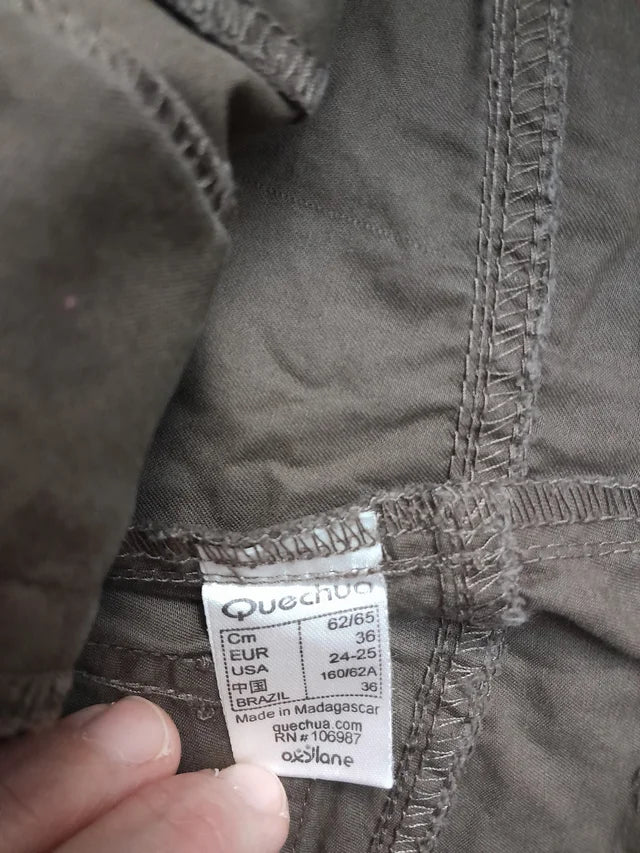 Quechua
Cm 62/65
EUR 36
USA 24-25
中国 160/62A
BRAZIL 36
Made in Madagascar
quechua.com
RN#106987
oxylane